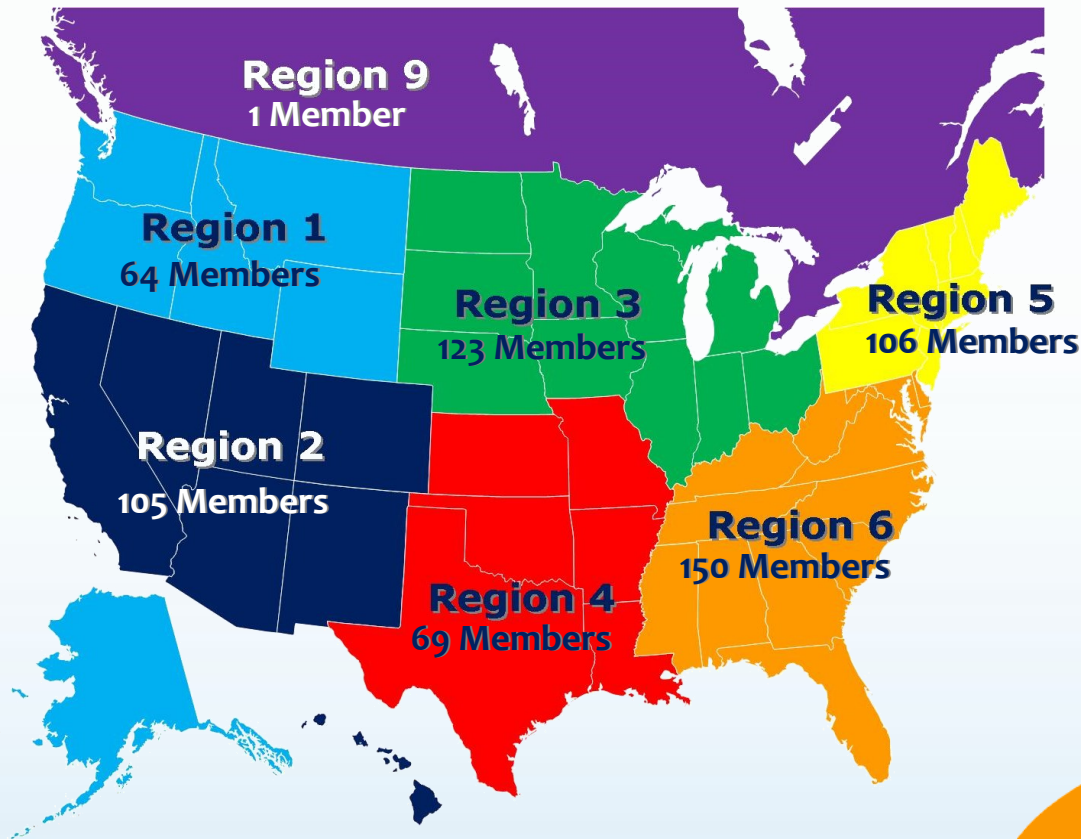 Region 9
1 Member
Region 1
64 Members
Region 3
123 Members
Region 5
106 Members
Region 2
105 Members
Region 6
150 Members
Region 4
69 Members